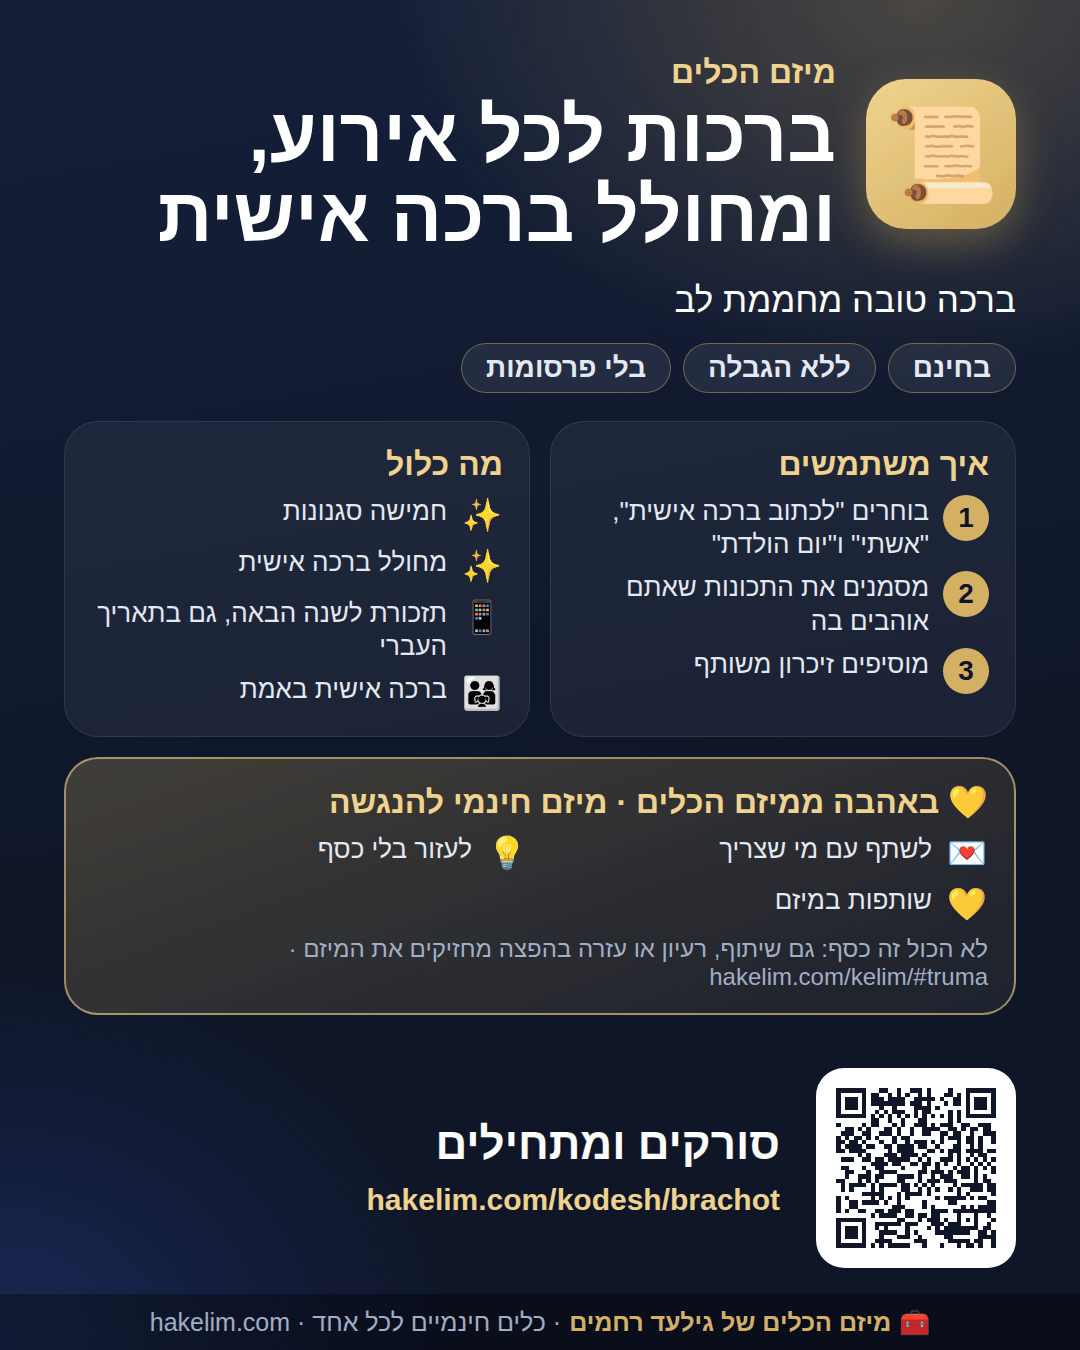 מיזם הכלים
ברכות לכל אירוע,
ומחולל ברכה אישית
ברכה טובה מחממת לב
בחינם
ללא הגבלה
בלי פרסומות
איך משתמשים
1
בוחרים "לכתוב ברכה אישית",
"אשתי" ו"יום הולדת"
2
מסמנים את התכונות שאתם
אוהבים בה
3
מוסיפים זיכרון משותף
מה כלול
חמישה סגנונות
מחולל ברכה אישית
תזכורת לשנה הבאה, גם בתאריך
העברי
ברכה אישית באמת
באהבה ממיזם הכלים · מיזם חינמי להנגשה
לשתף עם מי שצריך
לעזור בלי כסף
שותפות במיזם
לא הכול זה כסף: גם שיתוף, רעיון או עזרה בהפצה מחזיקים את המיזם ·
hakelim.com/kelim/#truma
סורקים ומתחילים
hakelim.com/kodesh/brachot
מיזם הכלים של גילעד רחמים · כלים חינמיים לכל אחד · hakelim.com